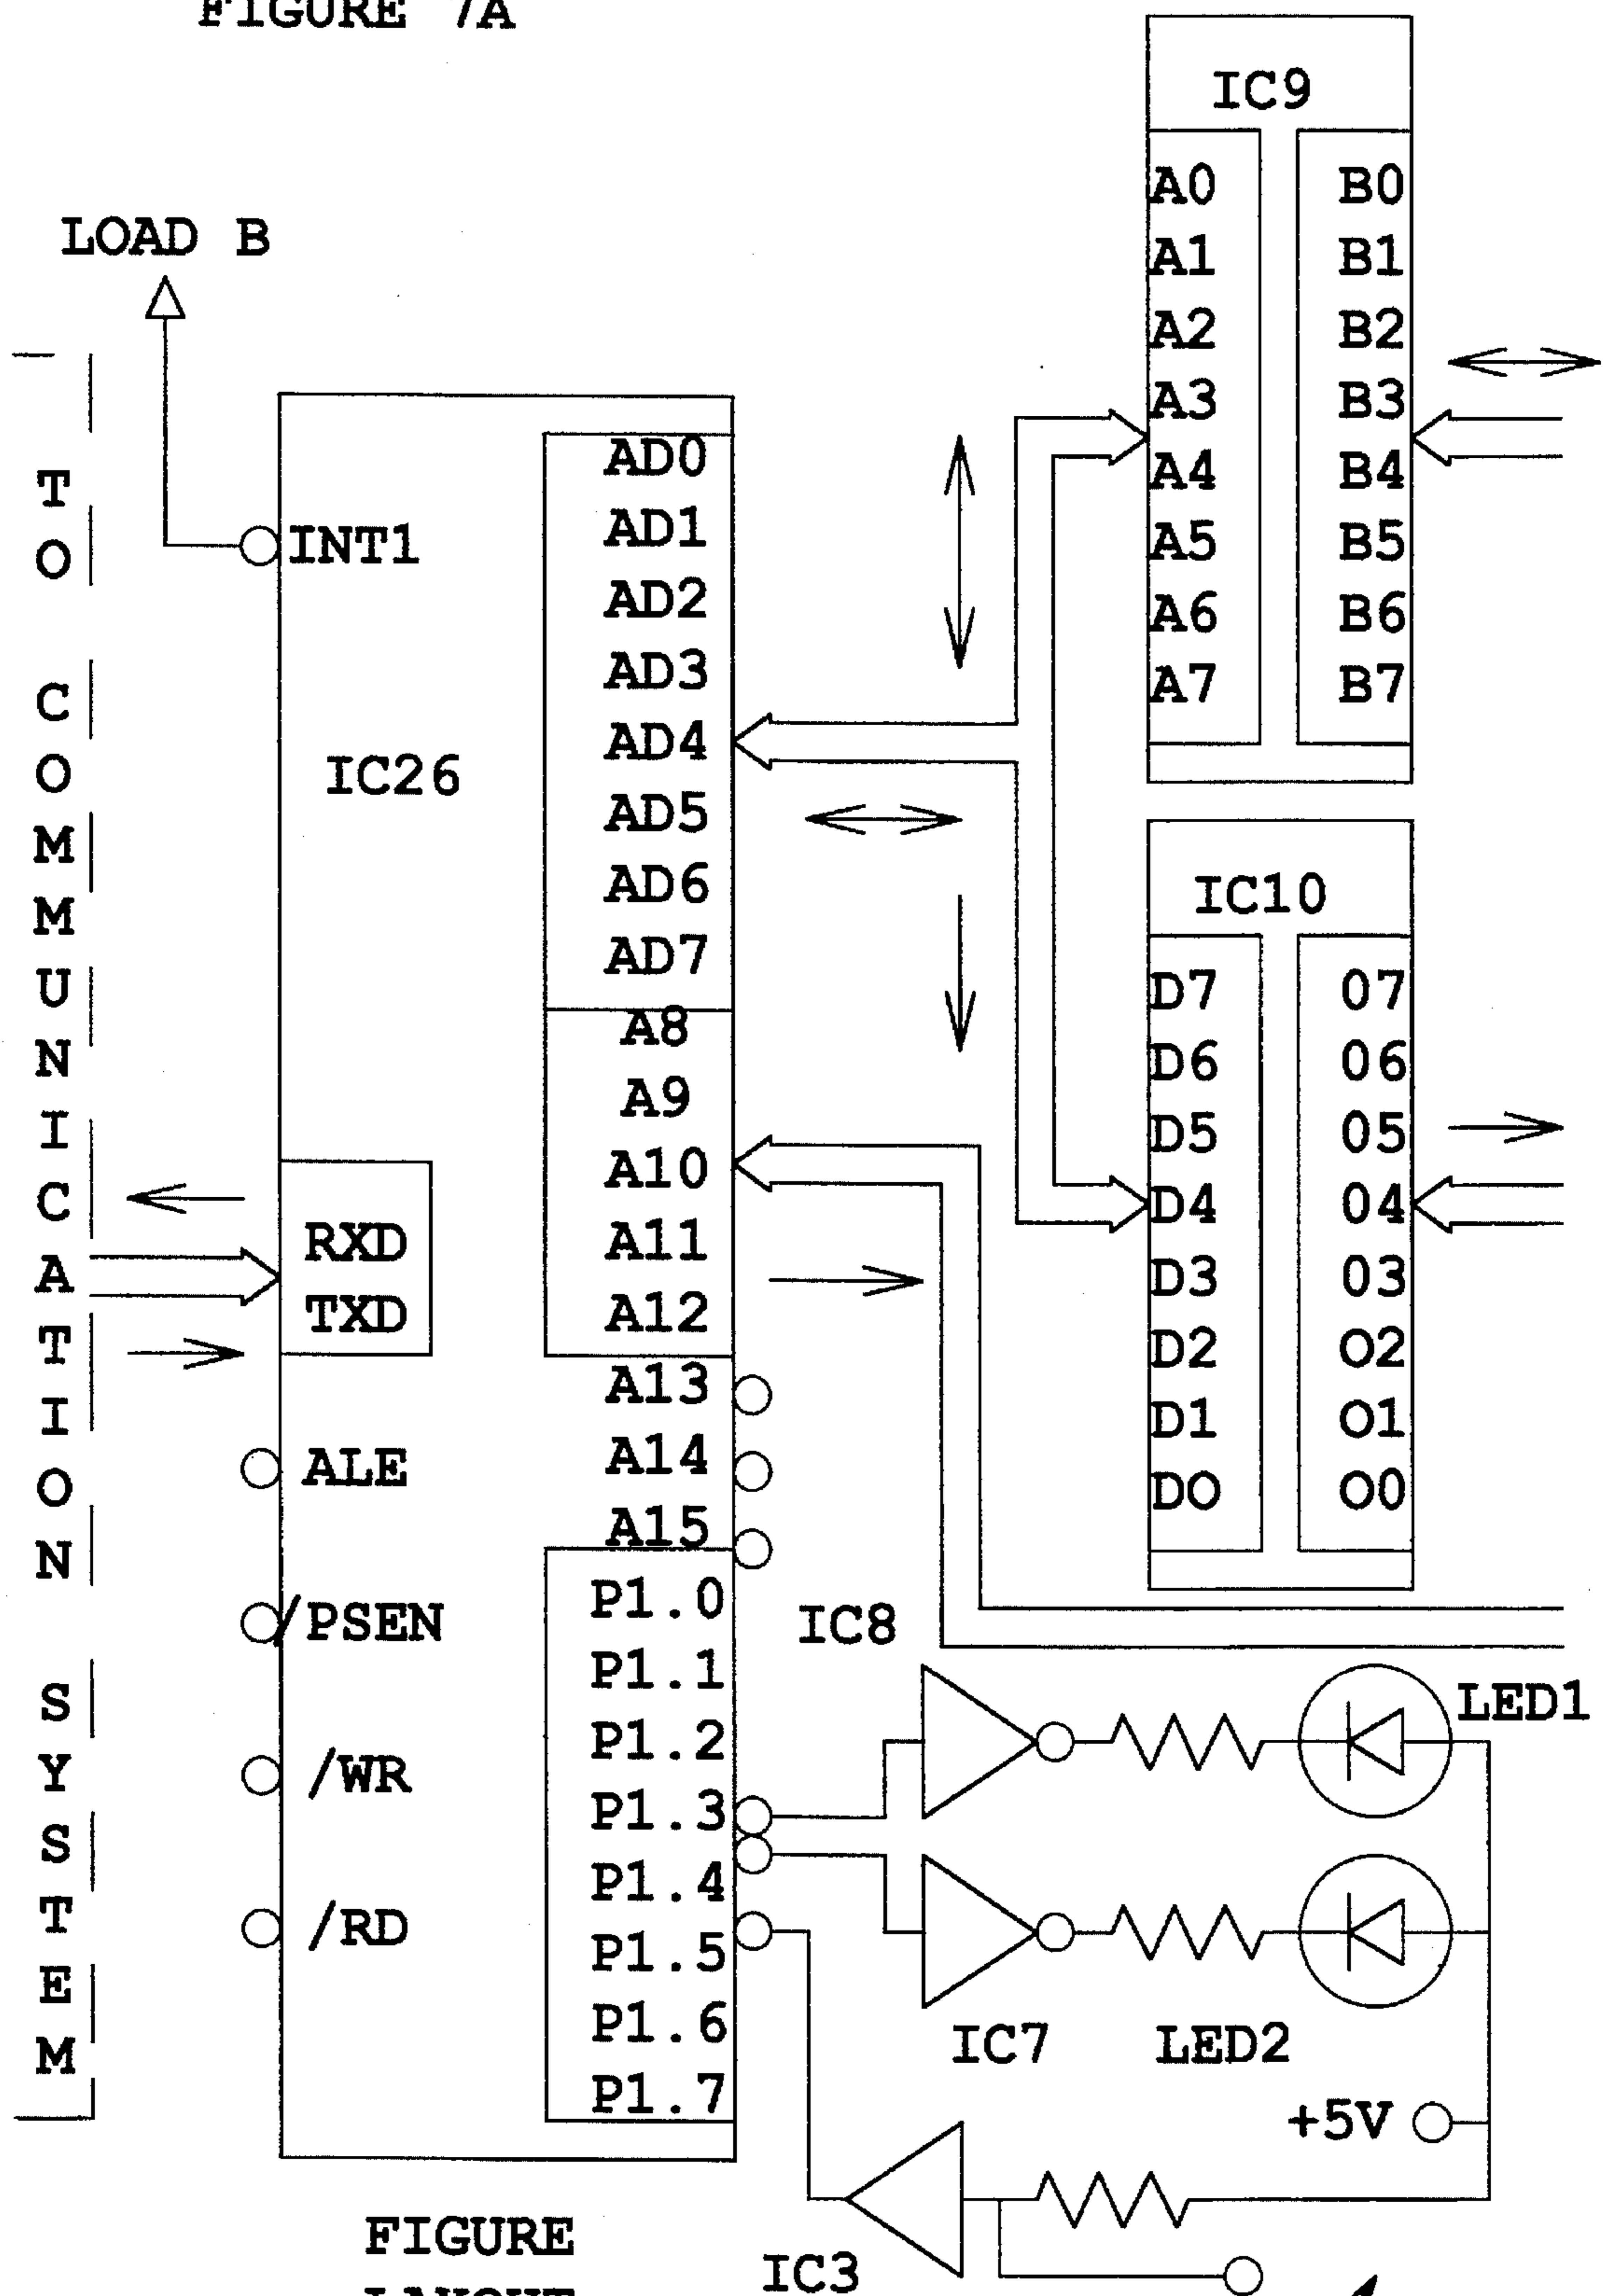 FIGURE 7A
LOAD B
TO COMMUNICATION SYSTEM
IC26
INT1
RXD
TXD
ALE
/PSEN
/WR
/RD
AD0
AD1
AD2
AD3
AD4
AD5
AD6
AD7
A8
A9
A10
A11
A12
A13
A14
A15
P1.0
P1.1
P1.2
P1.3
P1.4
P1.5
P1.6
P1.7
IC9
A0 B0
A1 B1
A2 B2
A3 B3
A4 B4
A5 B5
A6 B6
A7 B7
IC10
D7 07
D6 06
D5 05
D4 04
D3 03
D2 O2
D1 O1
DO O0
IC8
LED1
IC7
LED2
+5V
IC3
FIGURE
LAYOUT